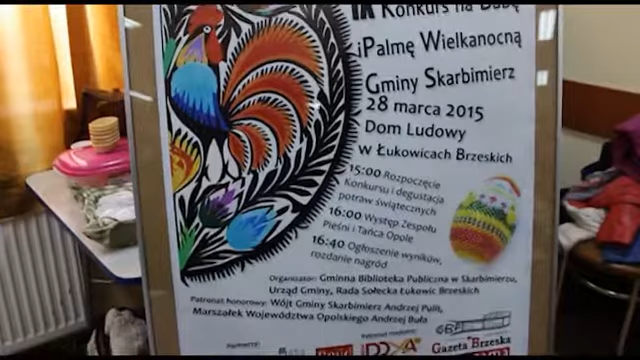 IX Konkurs na Babę
i Palmę Wielkanocną
Gminy Skarbimierz
28 marca 2015
Dom Ludowy
w Łukowicach Brzeskich
15:00 Rozpoczęcie
Konkursu i degustacja
potraw świątecznych
16:00 Występ Zespołu
Pieśni i Tańca Opole
16:40 Ogłoszenie wyników,
rozdanie nagród
Organizator: Gminna Biblioteka Publiczna w Skarbimierzu,
Urząd Gminy, Rada Sołecka Łukowic Brzeskich
Patronat honorowy: Wójt Gminy Skarbimierz Andrzej Pulit,
Marszałek Województwa Opolskiego Andrzej Buła
Gazeta Brzeska